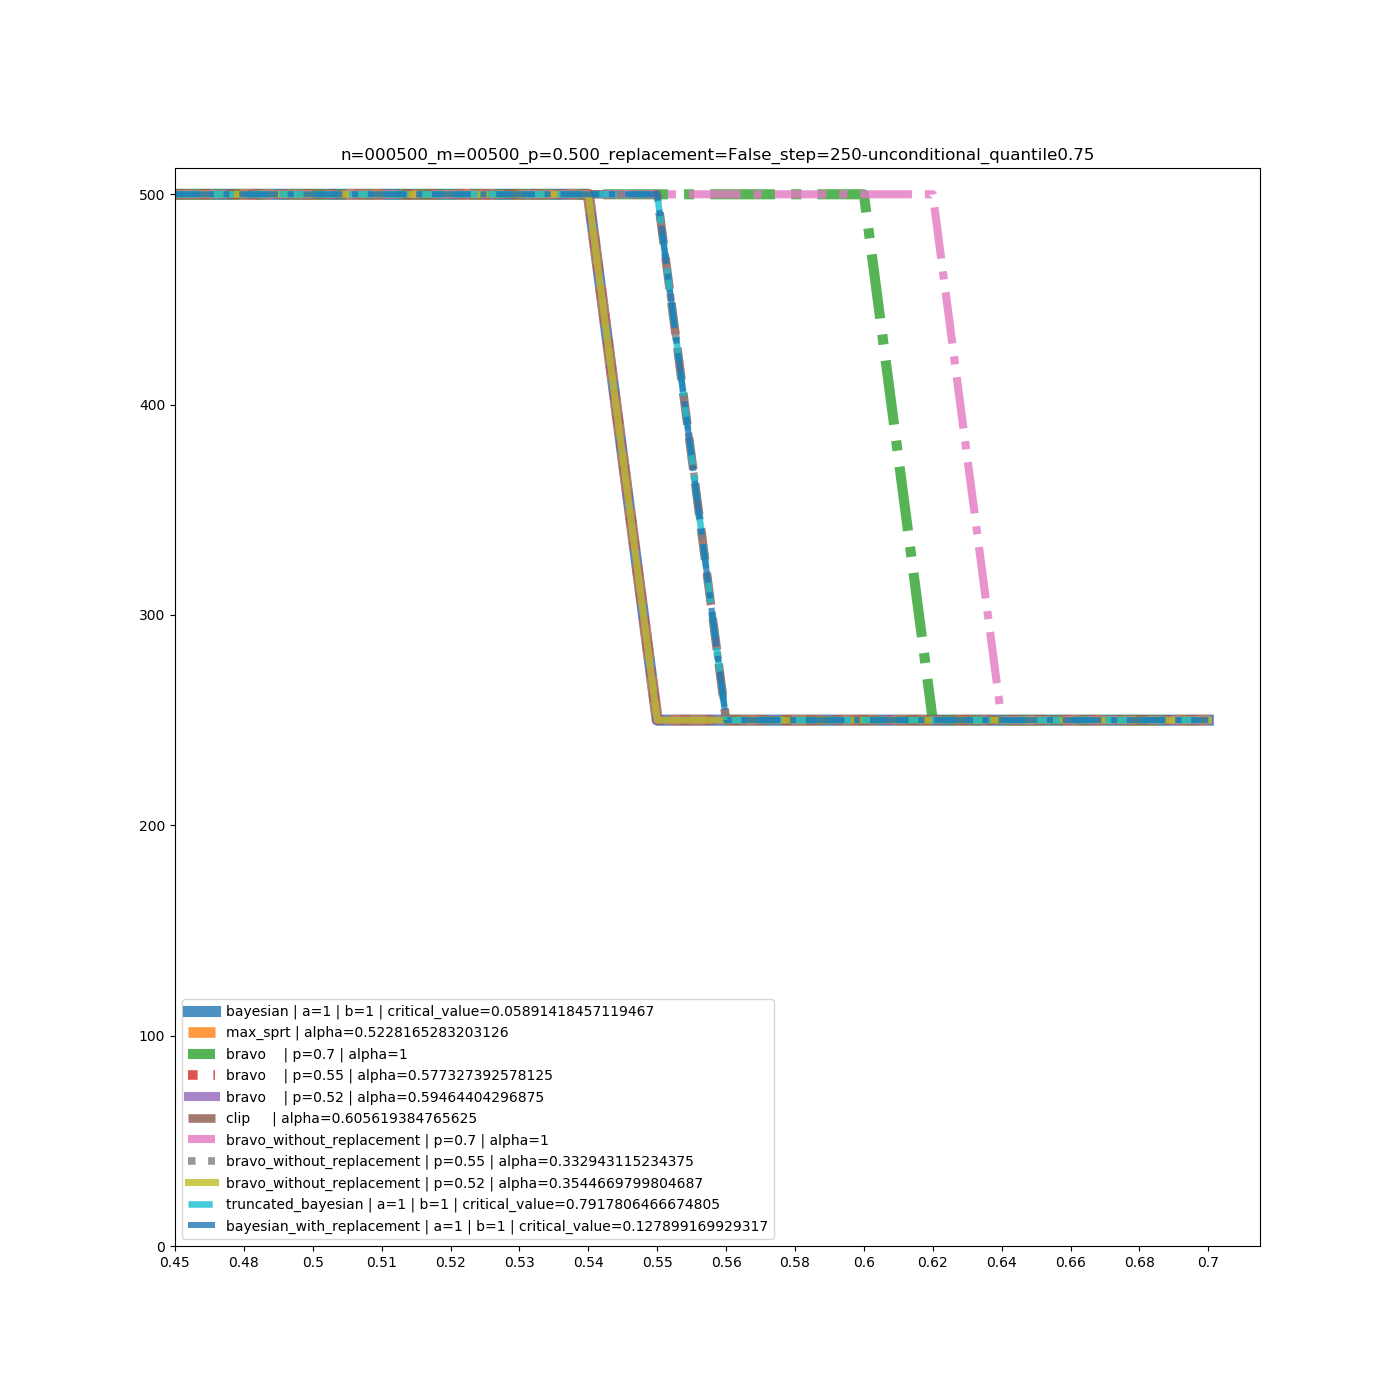 n=000500_m=00500_p=0.500_replacement=False_step=250-unconditional_quantile0.75
500
400
300
200
100
0
bayesian | a=1 | b=1 | critical_value=0.05891418457119467
max_sprt | alpha=0.5228165283203126
bravo | p=0.7 | alpha=1
bravo | p=0.55 | alpha=0.577327392578125
bravo | p=0.52 | alpha=0.59464404296875
clip | alpha=0.605619384765625
bravo_without_replacement | p=0.7 | alpha=1
bravo_without_replacement | p=0.55 | alpha=0.332943115234375
bravo_without_replacement | p=0.52 | alpha=0.3544669799804687
truncated_bayesian | a=1 | b=1 | critical_value=0.7917806466674805
bayesian_with_replacement | a=1 | b=1 | critical_value=0.127899169929317
0.45 0.48 0.5 0.51 0.52 0.53 0.54 0.55 0.56 0.58 0.6 0.62 0.64 0.66 0.68 0.7